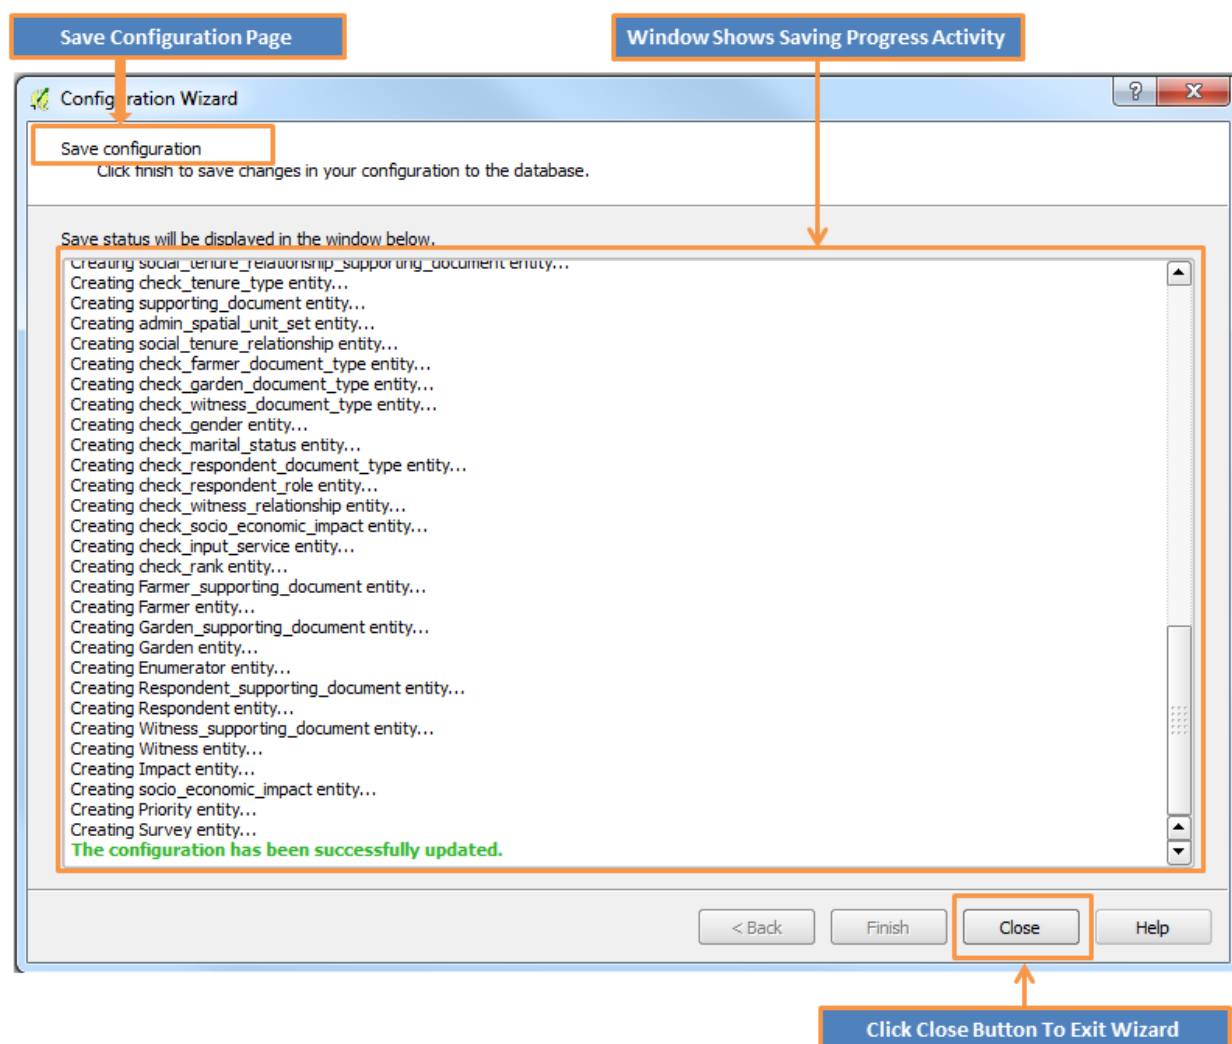 Save Configuration Page
Window Shows Saving Progress Activity
Configuration Wizard
Save configuration
Click finish to save changes in your configuration to the database.
Save status will be displayed in the window below.
Creating social_tenure_relationship_supporting_document entity...
Creating check_tenure_type entity...
Creating supporting_document entity...
Creating admin_spatial_unit_set entity...
Creating social_tenure_relationship entity...
Creating check_farmer_document_type entity...
Creating check_garden_document_type entity...
Creating check_witness_document_type entity...
Creating check_gender entity...
Creating check_marital_status entity...
Creating check_respondent_document_type entity...
Creating check_respondent_role entity...
Creating check_witness_relationship entity...
Creating check_socio_economic_impact entity...
Creating check_input_service entity...
Creating check_rank entity...
Creating Farmer_supporting_document entity...
Creating Farmer entity...
Creating Garden_supporting_document entity...
Creating Garden entity...
Creating Enumerator entity...
Creating Respondent_supporting_document entity...
Creating Respondent entity...
Creating Witness_supporting_document entity...
Creating Witness entity...
Creating Impact entity...
Creating socio_economic_impact entity...
Creating Priority entity...
Creating Survey entity...
The configuration has been successfully updated.
< Back
Finish
Close
Help
Click Close Button To Exit Wizard